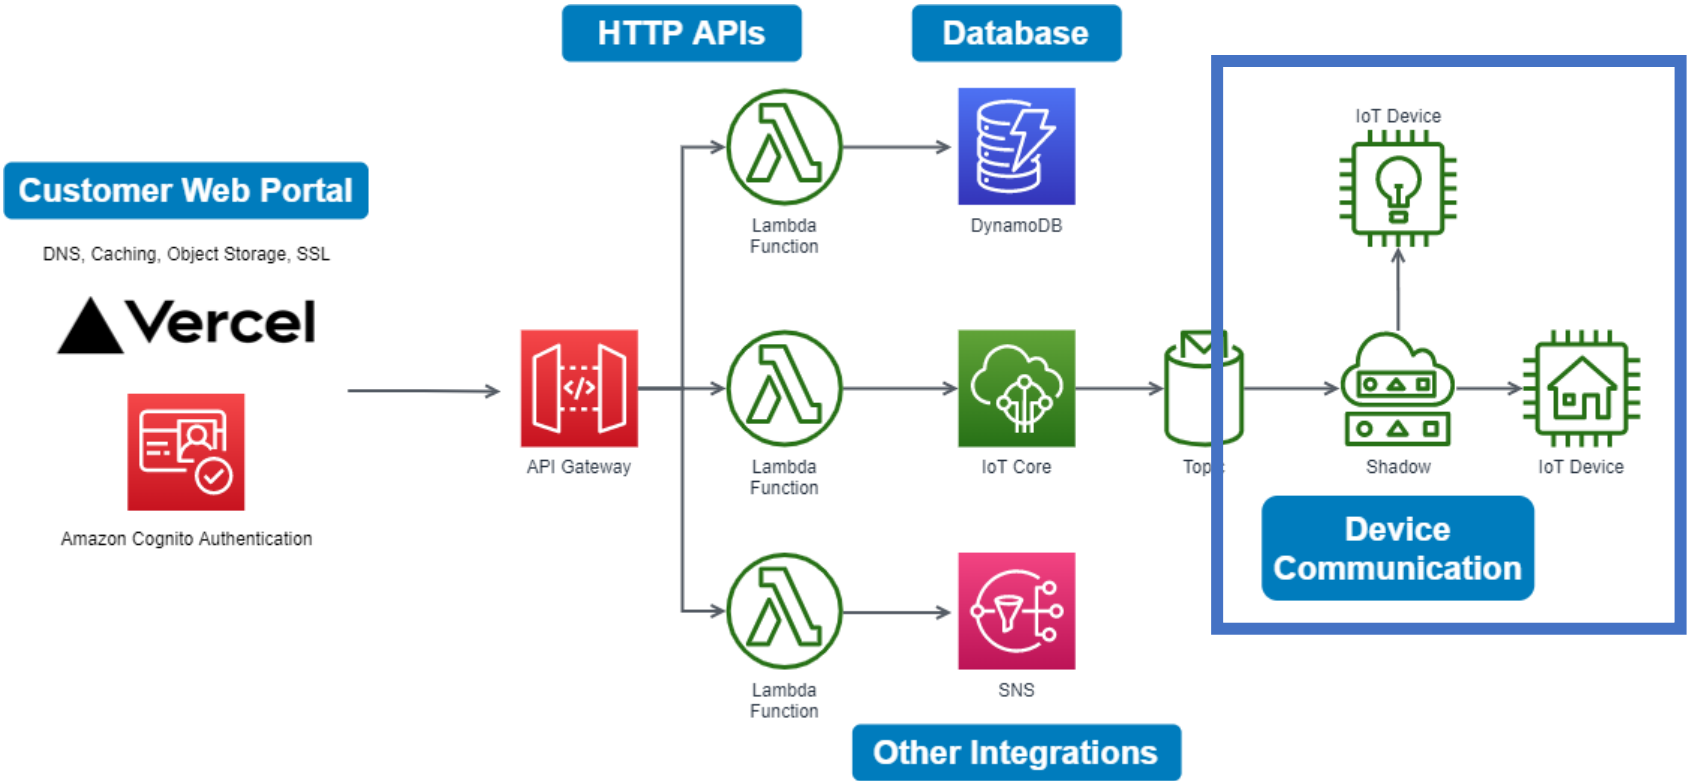 HTTP APIs
Database
IoT Device
Customer Web Portal
DNS, Caching, Object Storage, SSL
Vercel
Lambda
Function
DynamoDB
</>
API Gateway
Lambda
Function
IoT Core
Topic
Shadow
IoT Device
Amazon Cognito Authentication
Device
Communication
Lambda
Function
SNS
Other Integrations